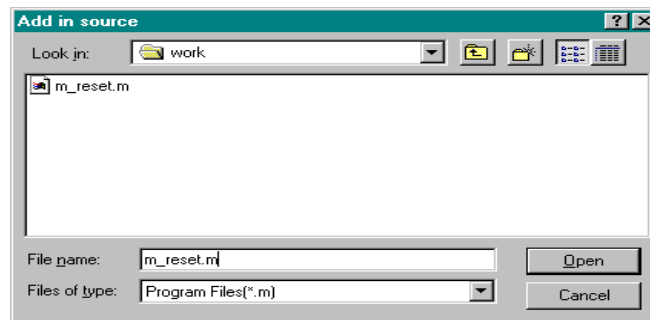 Add in source
Look in: work
m_reset.m
File name: m_reset.m Open
Files of type: Program Files(*.m) Cancel